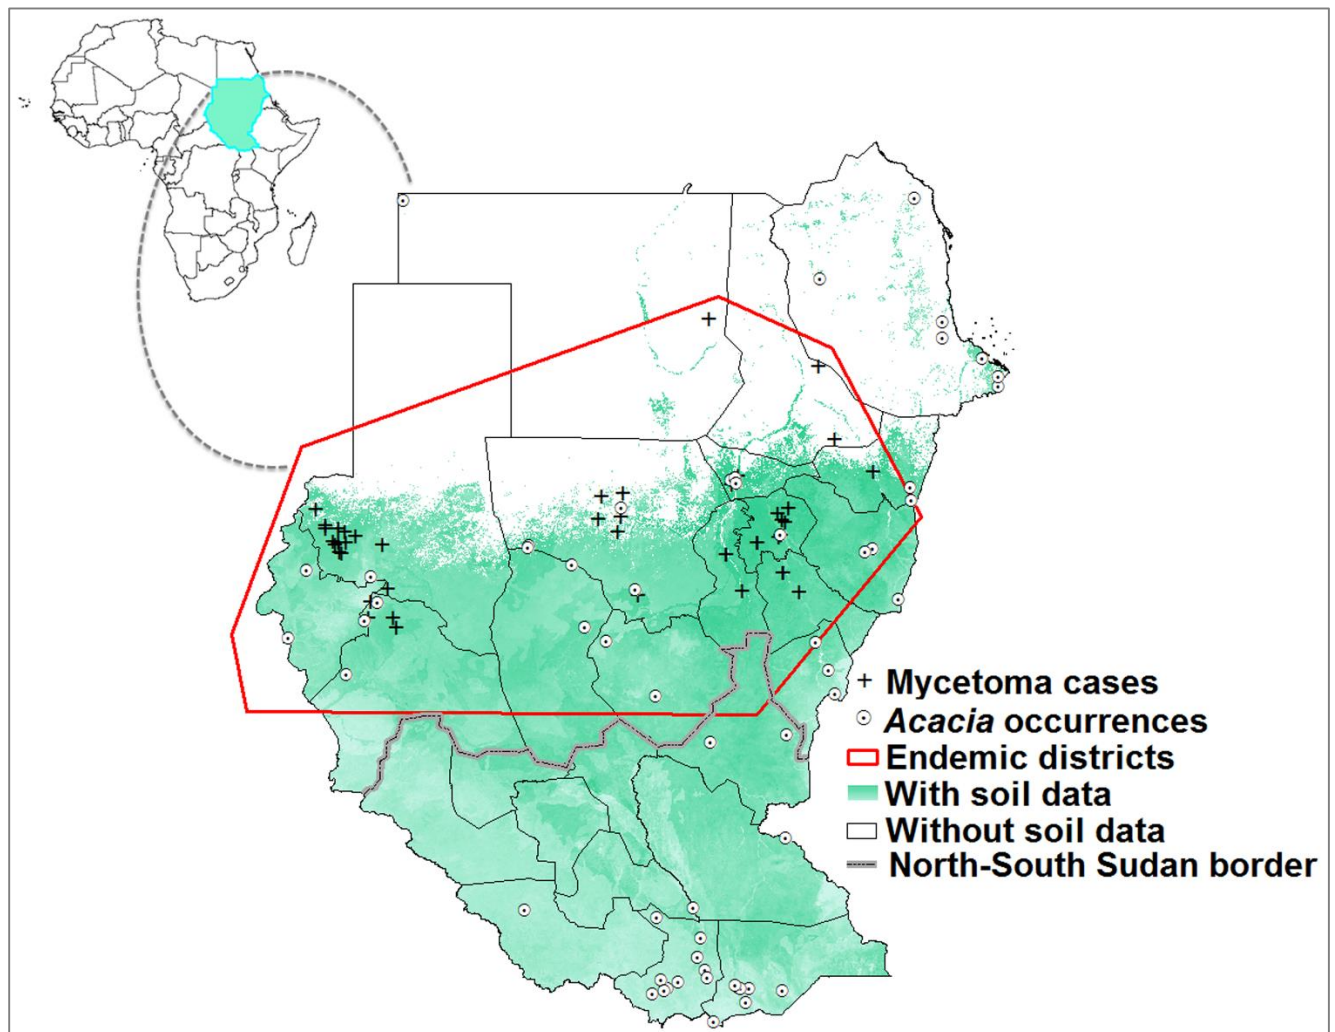 Mycetoma cases
Acacia occurrences
Endemic districts
With soil data
Without soil data
North-South Sudan border